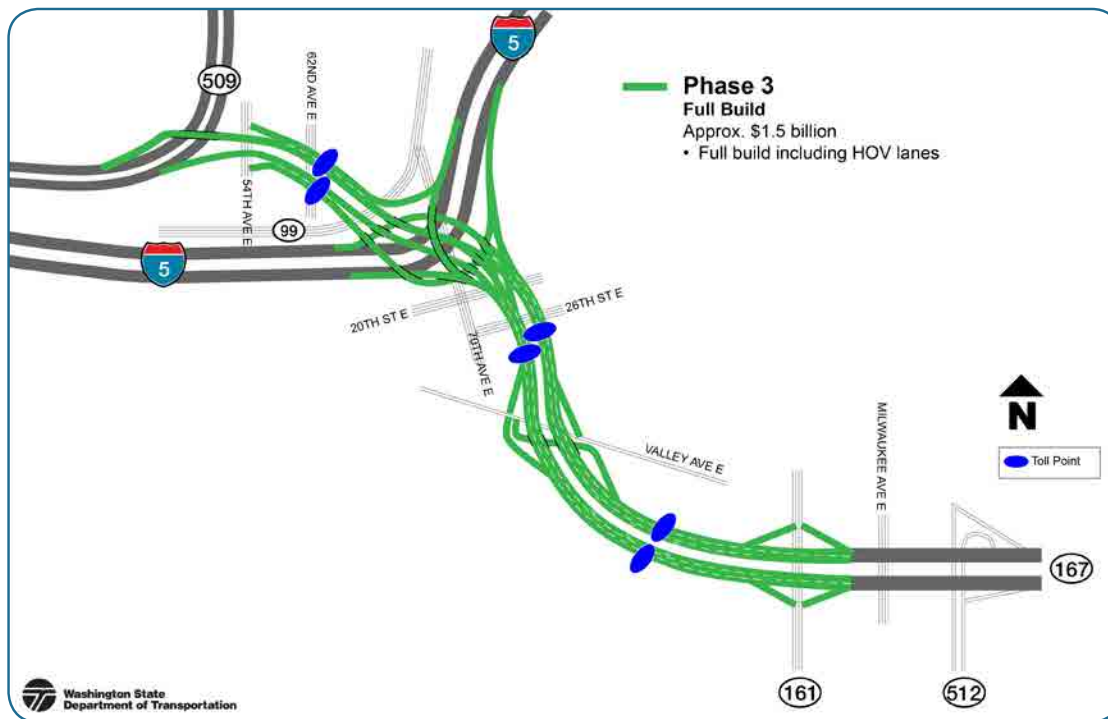 5
509
62ND AVE E
Phase 3
Full Build
Approx. $1.5 billion
• Full build including HOV lanes
54TH AVE E
99
5
20TH ST E
26TH ST E
70TH AVE E
N
MILWAUKEE AVE E
VALLEY AVE E
Toll Point
167
161
512
Washington State
Department of Transportation